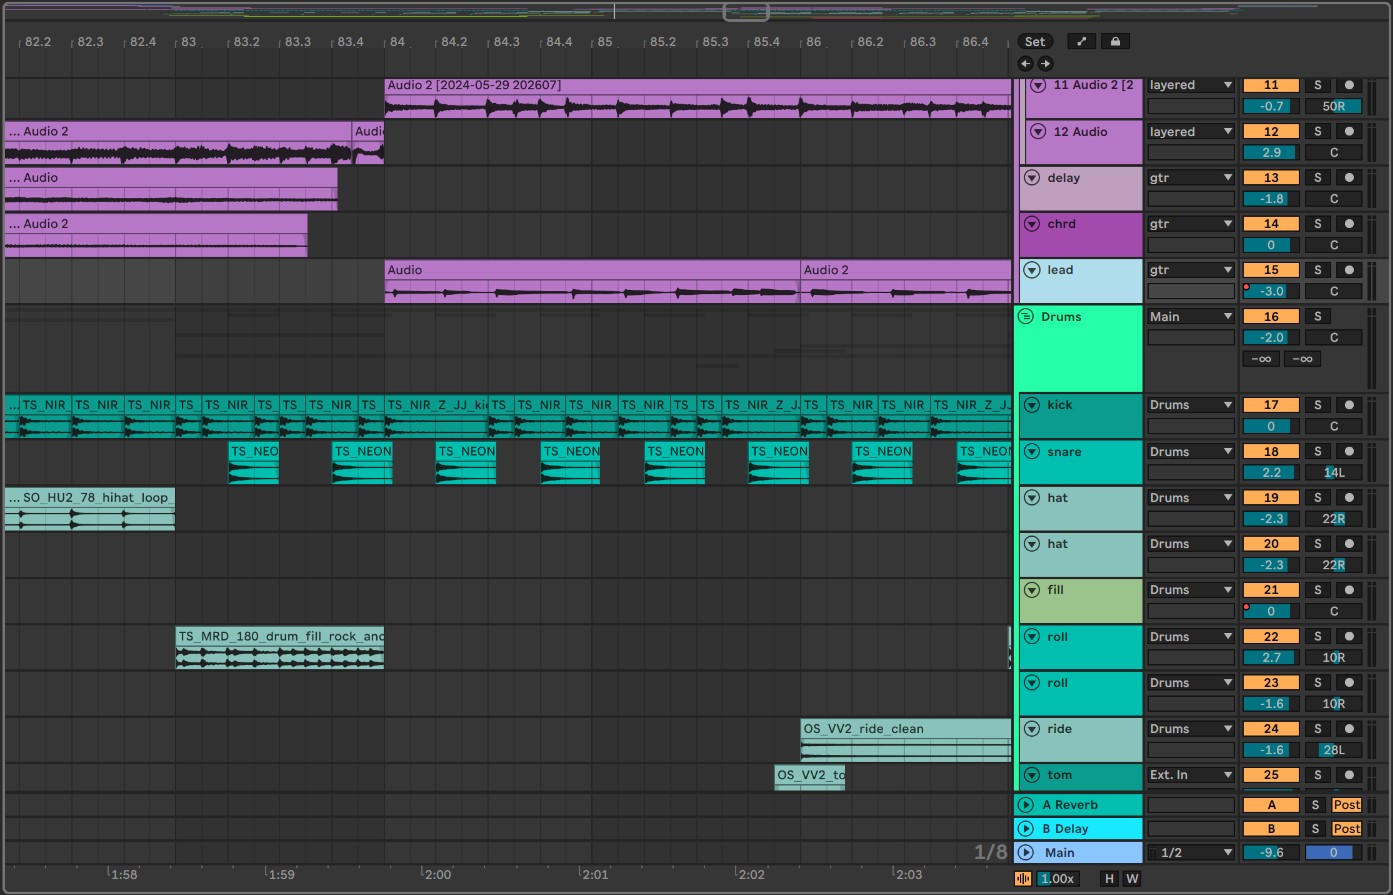 82.2 82.3 82.4 83 83.2 83.3 83.4 84 84.2 84.3 84.4 85 85.2 85.3 85.4 86 86.2 86.3 86.4 Set
Audio 2 [2024-05-29 202607] 11 Audio 2 [2 layered 11 S
-0.7 50R
... Audio 2 Audi 12 Audio layered 12 S
2.9 C
... Audio delay gtr 13 S
-1.8 C
... Audio 2 chrd gtr 14 S
0 C
Audio Audio 2 lead gtr 15 S
-3.0 C
Drums Main 16 S
-2.0 C
-∞ -∞
... TS_NIR TS_NIR TS_NIR TS TS_NIR TS TS TS_NIR TS TS_NIR_Z_JJ_ki TS TS_NIR TS_NIR TS_NIR TS TS TS_NIR_Z_J TS TS_NIR TS_NIR TS_NIR_Z_JJ kick Drums 17 S
0 C
TS_NEO TS_NEON TS_NEON TS_NEON TS_NEON TS_NEON TS_NEON TS_NEON snare Drums 18 S
2.2 14L
... SO_HU2_78_hihat_loop_ hat Drums 19 S
-2.3 22R
hat Drums 20 S
-2.3 22R
fill Drums 21 S
0 C
TS_MRD_180_drum_fill_rock_and roll Drums 22 S
2.7 10R
roll Drums 23 S
-1.6 10R
OS_VV2_ride_clean ride Drums 24 S
-1.6 28L
OS_VV2_to tom Ext. In 25 S
A Reverb A S Post
B Delay B S Post
1/8 Main 1/2 -9.6 0
1:58 1:59 2:00 2:01 2:02 2:03 1.00x H W